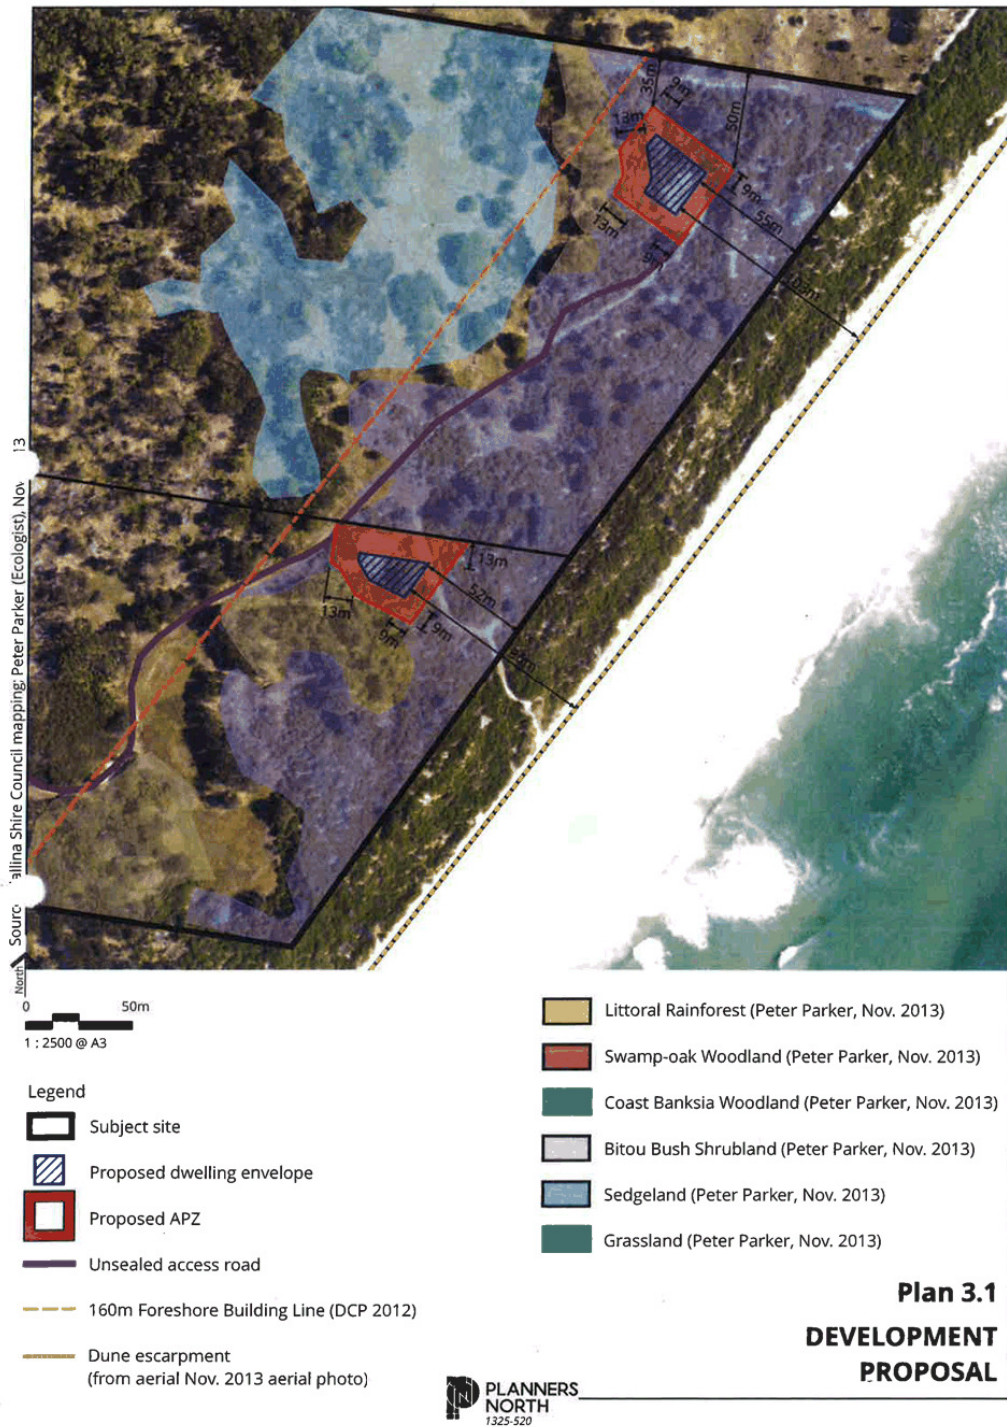 35m
9m
13m
50m
9m
55m
13m
9m
103m
13m
52m
13m
9m
9m
Source
allina Shire Council mapping; Peter Parker (Ecologist), Nov
13
North
0 50m
1 : 2500 @ A3
Legend
Subject site
Proposed dwelling envelope
Proposed APZ
Unsealed access road
160m Foreshore Building Line (DCP 2012)
Dune escarpment
(from aerial Nov. 2013 aerial photo)
Littoral Rainforest (Peter Parker, Nov. 2013)
Swamp-oak Woodland (Peter Parker, Nov. 2013)
Coast Banksia Woodland (Peter Parker, Nov. 2013)
Bitou Bush Shrubland (Peter Parker, Nov. 2013)
Sedgeland (Peter Parker, Nov. 2013)
Grassland (Peter Parker, Nov. 2013)
Plan 3.1
DEVELOPMENT
PROPOSAL
PLANNERS
NORTH
1325-520